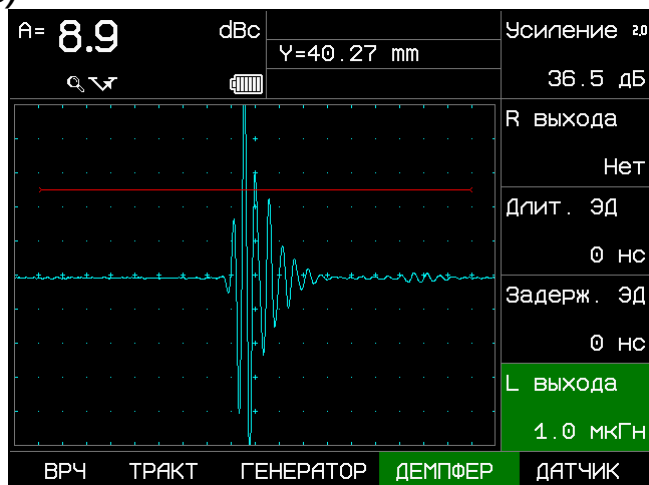 A= 8.9 dBc
Y=40.27 mm
Усиление 2,0
36.5 дБ
R выхода
Нет
Длит. ЭД
0 нс
Задерж. ЭД
0 нс
L выхода
1.0 мкГн
ВРЧ ТРАКТ ГЕНЕРАТОР ДЕМПФЕР ДАТЧИК